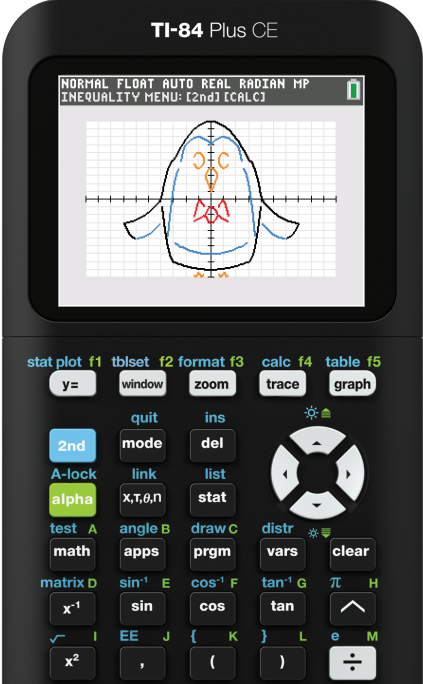 TI-84 Plus CE
NORMAL FLOAT AUTO REAL RADIAN MP
INEQUALITY MENU: [2nd] [CALC]
stat plot f1 tblset f2 format f3 calc f4 table f5
y= window zoom trace graph
quit ins
2nd mode del
A-lock link list
alpha X,T,θ,n stat
test A angle B draw C distr
math apps prgm vars clear
matrix D sin⁻¹ E cos⁻¹ F tan⁻¹ G π H
x⁻¹ sin cos tan ^
√ I EE J { K } L e M
x² , ( ) ÷